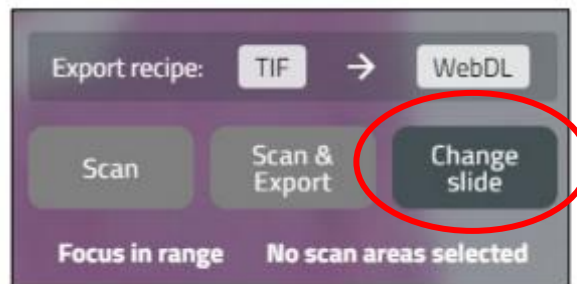 Export recipe: TIF → WebDL
Scan
Scan &
Export
Change
slide
Focus in range No scan areas selected